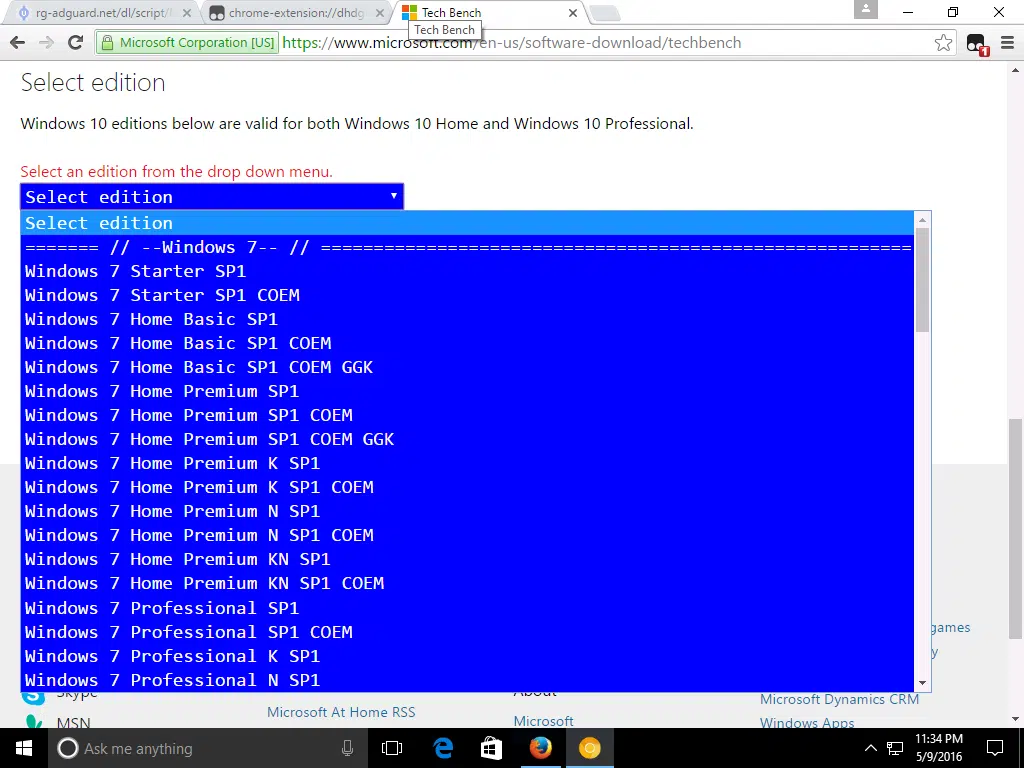 rg-adguard.net/dl/script/
chrome-extension://dhdg
Tech Bench
Tech Bench
Microsoft Corporation [US]
https://www.microsoft.com/en-us/software-download/techbench
1
Select edition
Windows 10 editions below are valid for both Windows 10 Home and Windows 10 Professional.
Select an edition from the drop down menu.
Select edition
Select edition
======= // --Windows 7-- // ========================================================
Windows 7 Starter SP1
Windows 7 Starter SP1 COEM
Windows 7 Home Basic SP1
Windows 7 Home Basic SP1 COEM
Windows 7 Home Basic SP1 COEM GGK
Windows 7 Home Premium SP1
Windows 7 Home Premium SP1 COEM
Windows 7 Home Premium SP1 COEM GGK
Windows 7 Home Premium K SP1
Windows 7 Home Premium K SP1 COEM
Windows 7 Home Premium N SP1
Windows 7 Home Premium N SP1 COEM
Windows 7 Home Premium KN SP1
Windows 7 Home Premium KN SP1 COEM
Windows 7 Professional SP1
Windows 7 Professional SP1 COEM
Windows 7 Professional K SP1
Windows 7 Professional N SP1
games
y
Skype
About
Microsoft Dynamics CRM
Microsoft At Home RSS
MSN
Microsoft
Windows Apps
Ask me anything
11:34 PM
5/9/2016